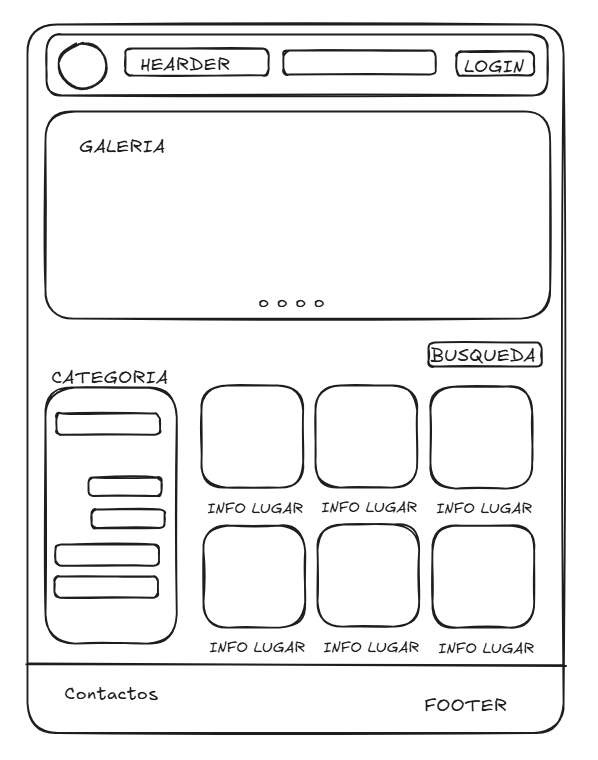 HEARDER
LOGIN
GALERIA
BUSQUEDA
CATEGORIA
INFO LUGAR INFO LUGAR INFO LUGAR
INFO LUGAR INFO LUGAR INFO LUGAR
Contactos
FOOTER